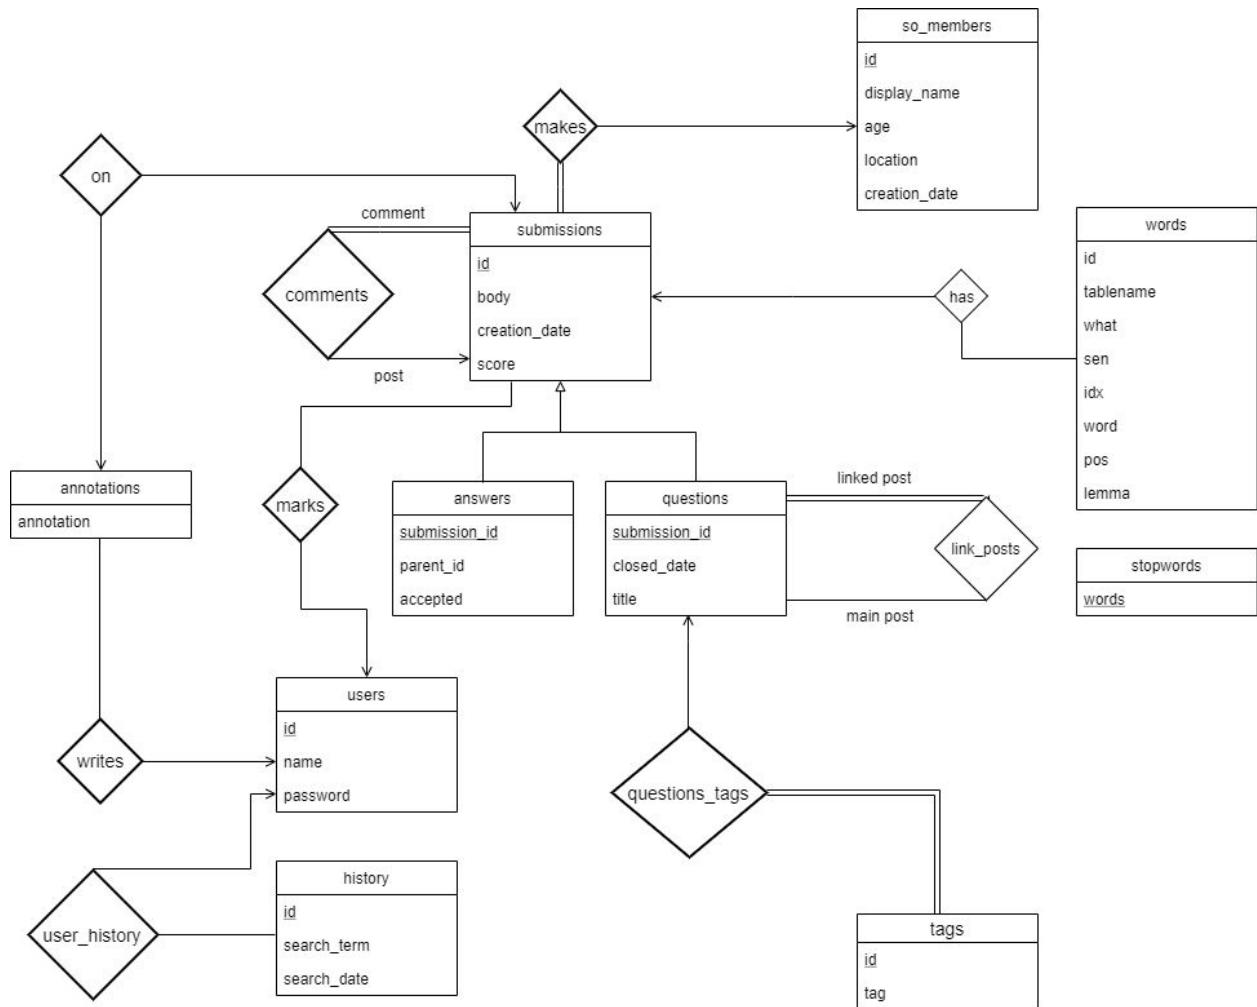 so_members
id
display_name
age
location
creation_date
makes
on
comment
submissions
id
body
creation_date
score
comments
post
words
id
tablename
what
sen
idx
word
pos
lemma
has
annotations
annotation
marks
answers
submission_id
parent_id
accepted
questions
submission_id
closed_date
title
linked post
link_posts
main post
stopwords
words
users
id
name
password
writes
questions_tags
history
id
search_term
search_date
user_history
tags
id
tag